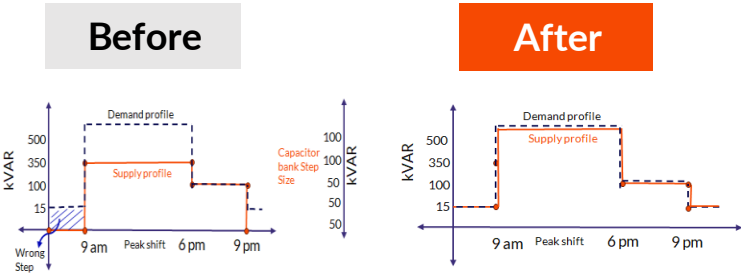 Before
After
Demand profile
500
350
100
15
kVAR
Supply profile
Wrong
Step
9 am
Peak shift
6 pm
9 pm
Capacitor
bank Step
Size
100
100
50
50
50
kVAR
Demand profile
Supply profile
500
350
100
15
kVAR
9 am
Peak shift
6 pm
9 pm